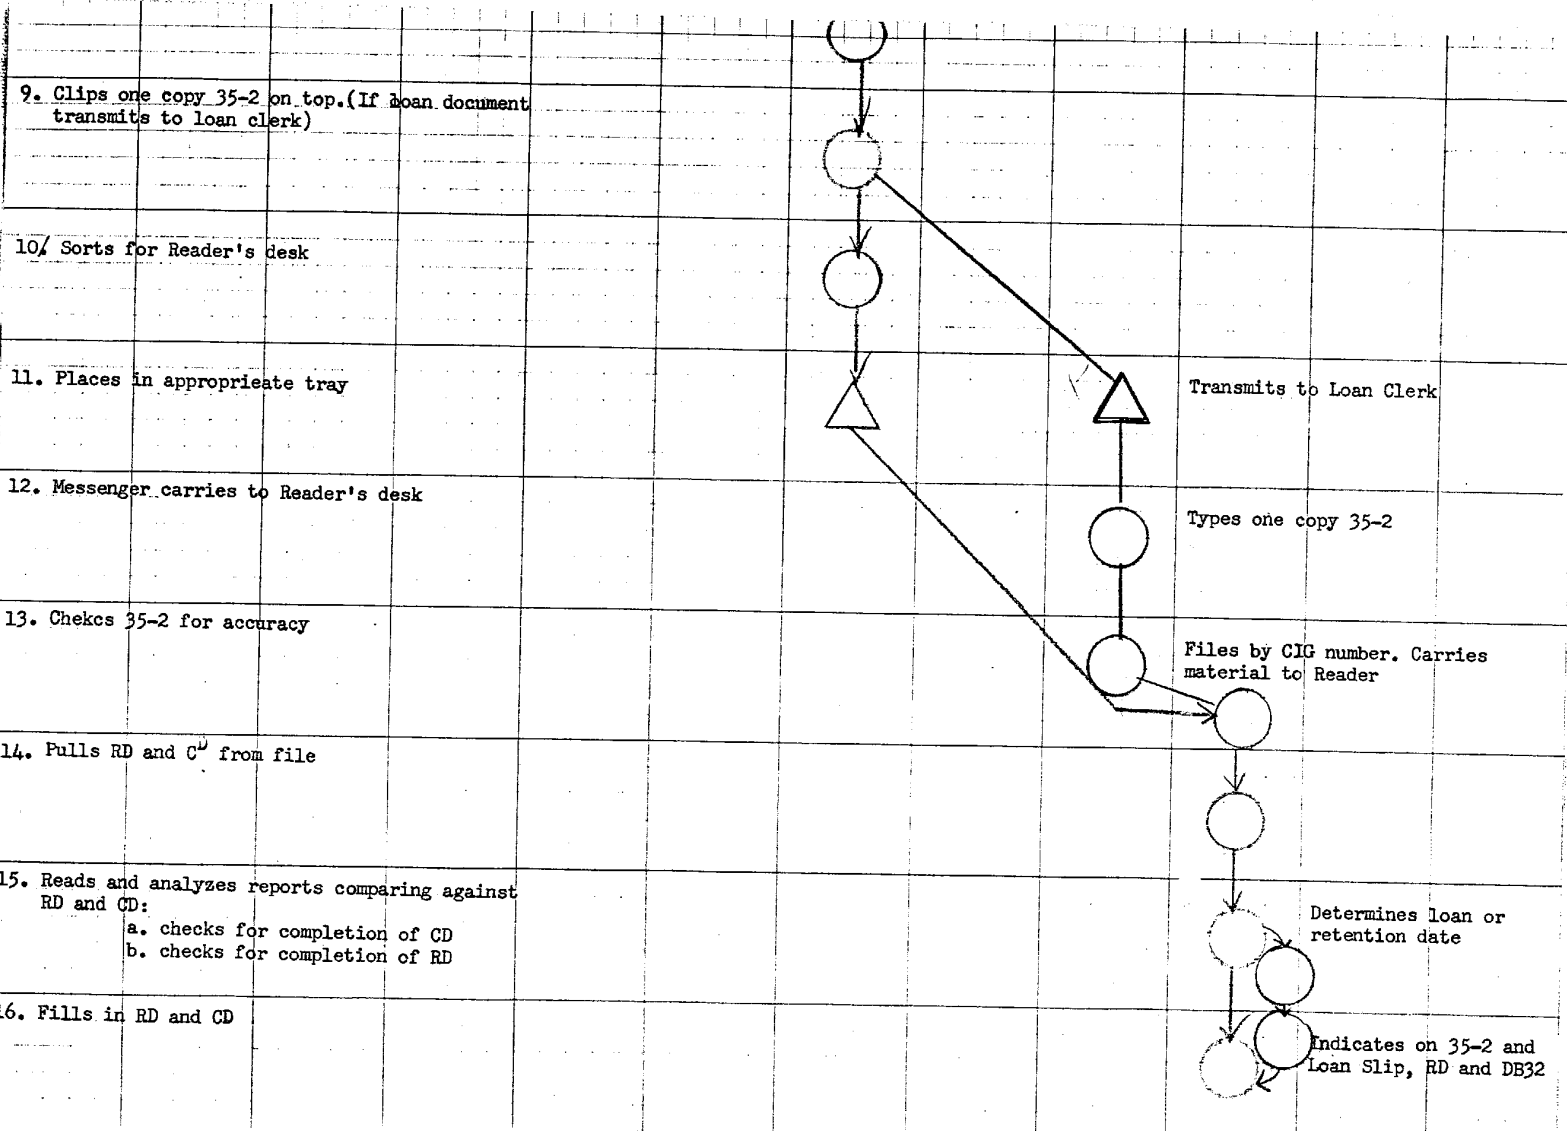 9. Clips one copy 35-2 on top.(If loan document
transmits to loan clerk)
10/ Sorts for Reader's desk
11. Places in approprieate tray
Transmits to Loan Clerk
12. Messenger carries to Reader's desk
Types one copy 35-2
13. Chekcs 35-2 for accuracy
Files by CIG number. Carries
material to Reader
14. Pulls RD and CD from file
15. Reads and analyzes reports comparing against
RD and CD:
a. checks for completion of CD
b. checks for completion of RD
Determines loan or
retention date
16. Fills in RD and CD
Indicates on 35-2 and
Loan Slip, RD and DB32